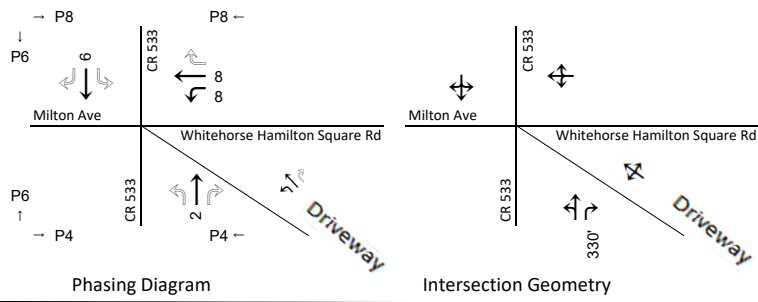 → P8
P8 ←
↓
P6
6
CR 533
8
8
Milton Ave
Whitehorse Hamilton Square Rd
P6
↑
→ P4
CR 533
2
P4 ←
Driveway
Phasing Diagram
CR 533
Milton Ave
Whitehorse Hamilton Square Rd
CR 533
330'
Driveway
Intersection Geometry